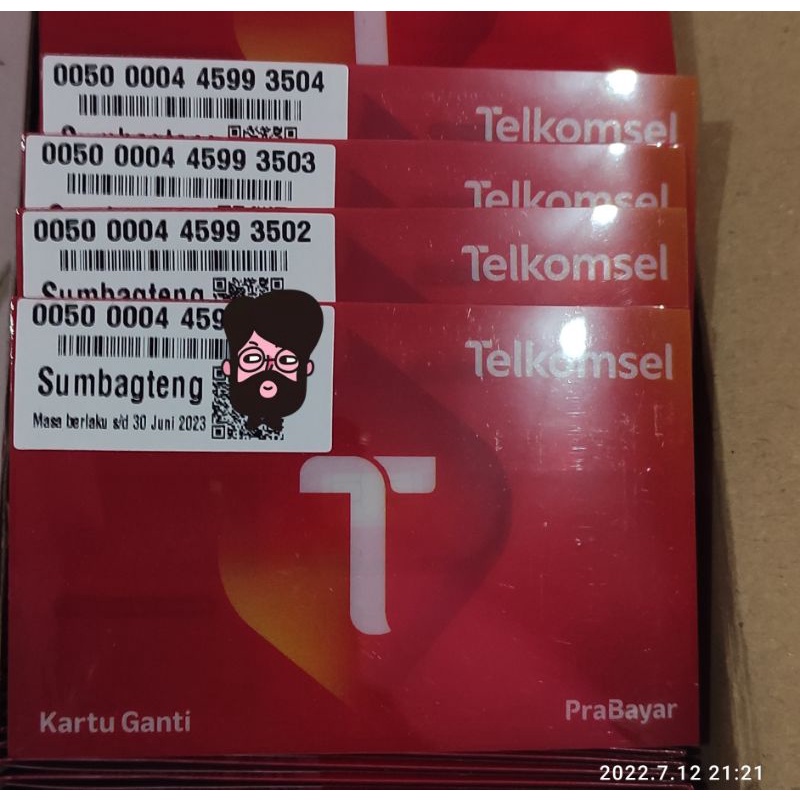 0050 0004 4599 3504
Telkomsel
Sumbagteng
0050 0004 4599 3503
Telkomsel
0050 0004 4599 3502
Telkomsel
Sumbagteng
0050 0004 459
Telkomsel
Sumbagteng
Masa berlaku s/d 30 Juni 2023
Kartu Ganti
PraBayar
2022.7.12 21:21